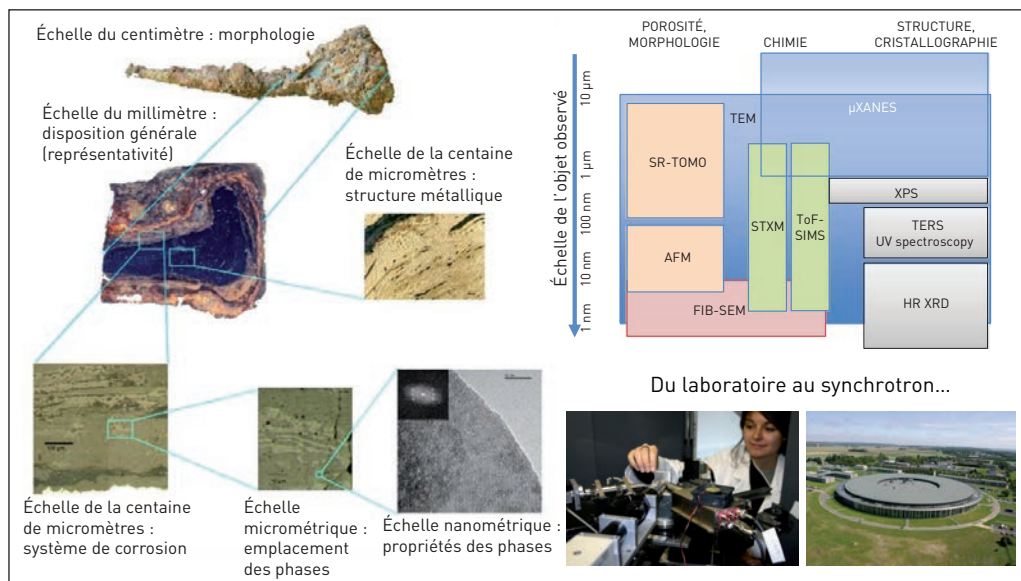 Échelle du centimètre : morphologie
Échelle du millimètre :
disposition générale
(représentativité)
Échelle de la centaine
de micromètres :
structure métallique
Échelle de la centaine
de micromètres :
système de corrosion
Échelle
micrométrique :
emplacement
des phases
Échelle nanométrique :
propriétés des phases
POROSITÉ,
MORPHOLOGIE
CHIMIE
STRUCTURE,
CRISTALLOGRAPHIE
Échelle de l'objet observé
10 µm
1 µm
100 nm
10 nm
1 nm
TEM
µXANES
SR-TOMO
XPS
STXM
ToF-
SIMS
TERS
UV spectroscopy
AFM
HR XRD
FIB-SEM
Du laboratoire au synchrotron...